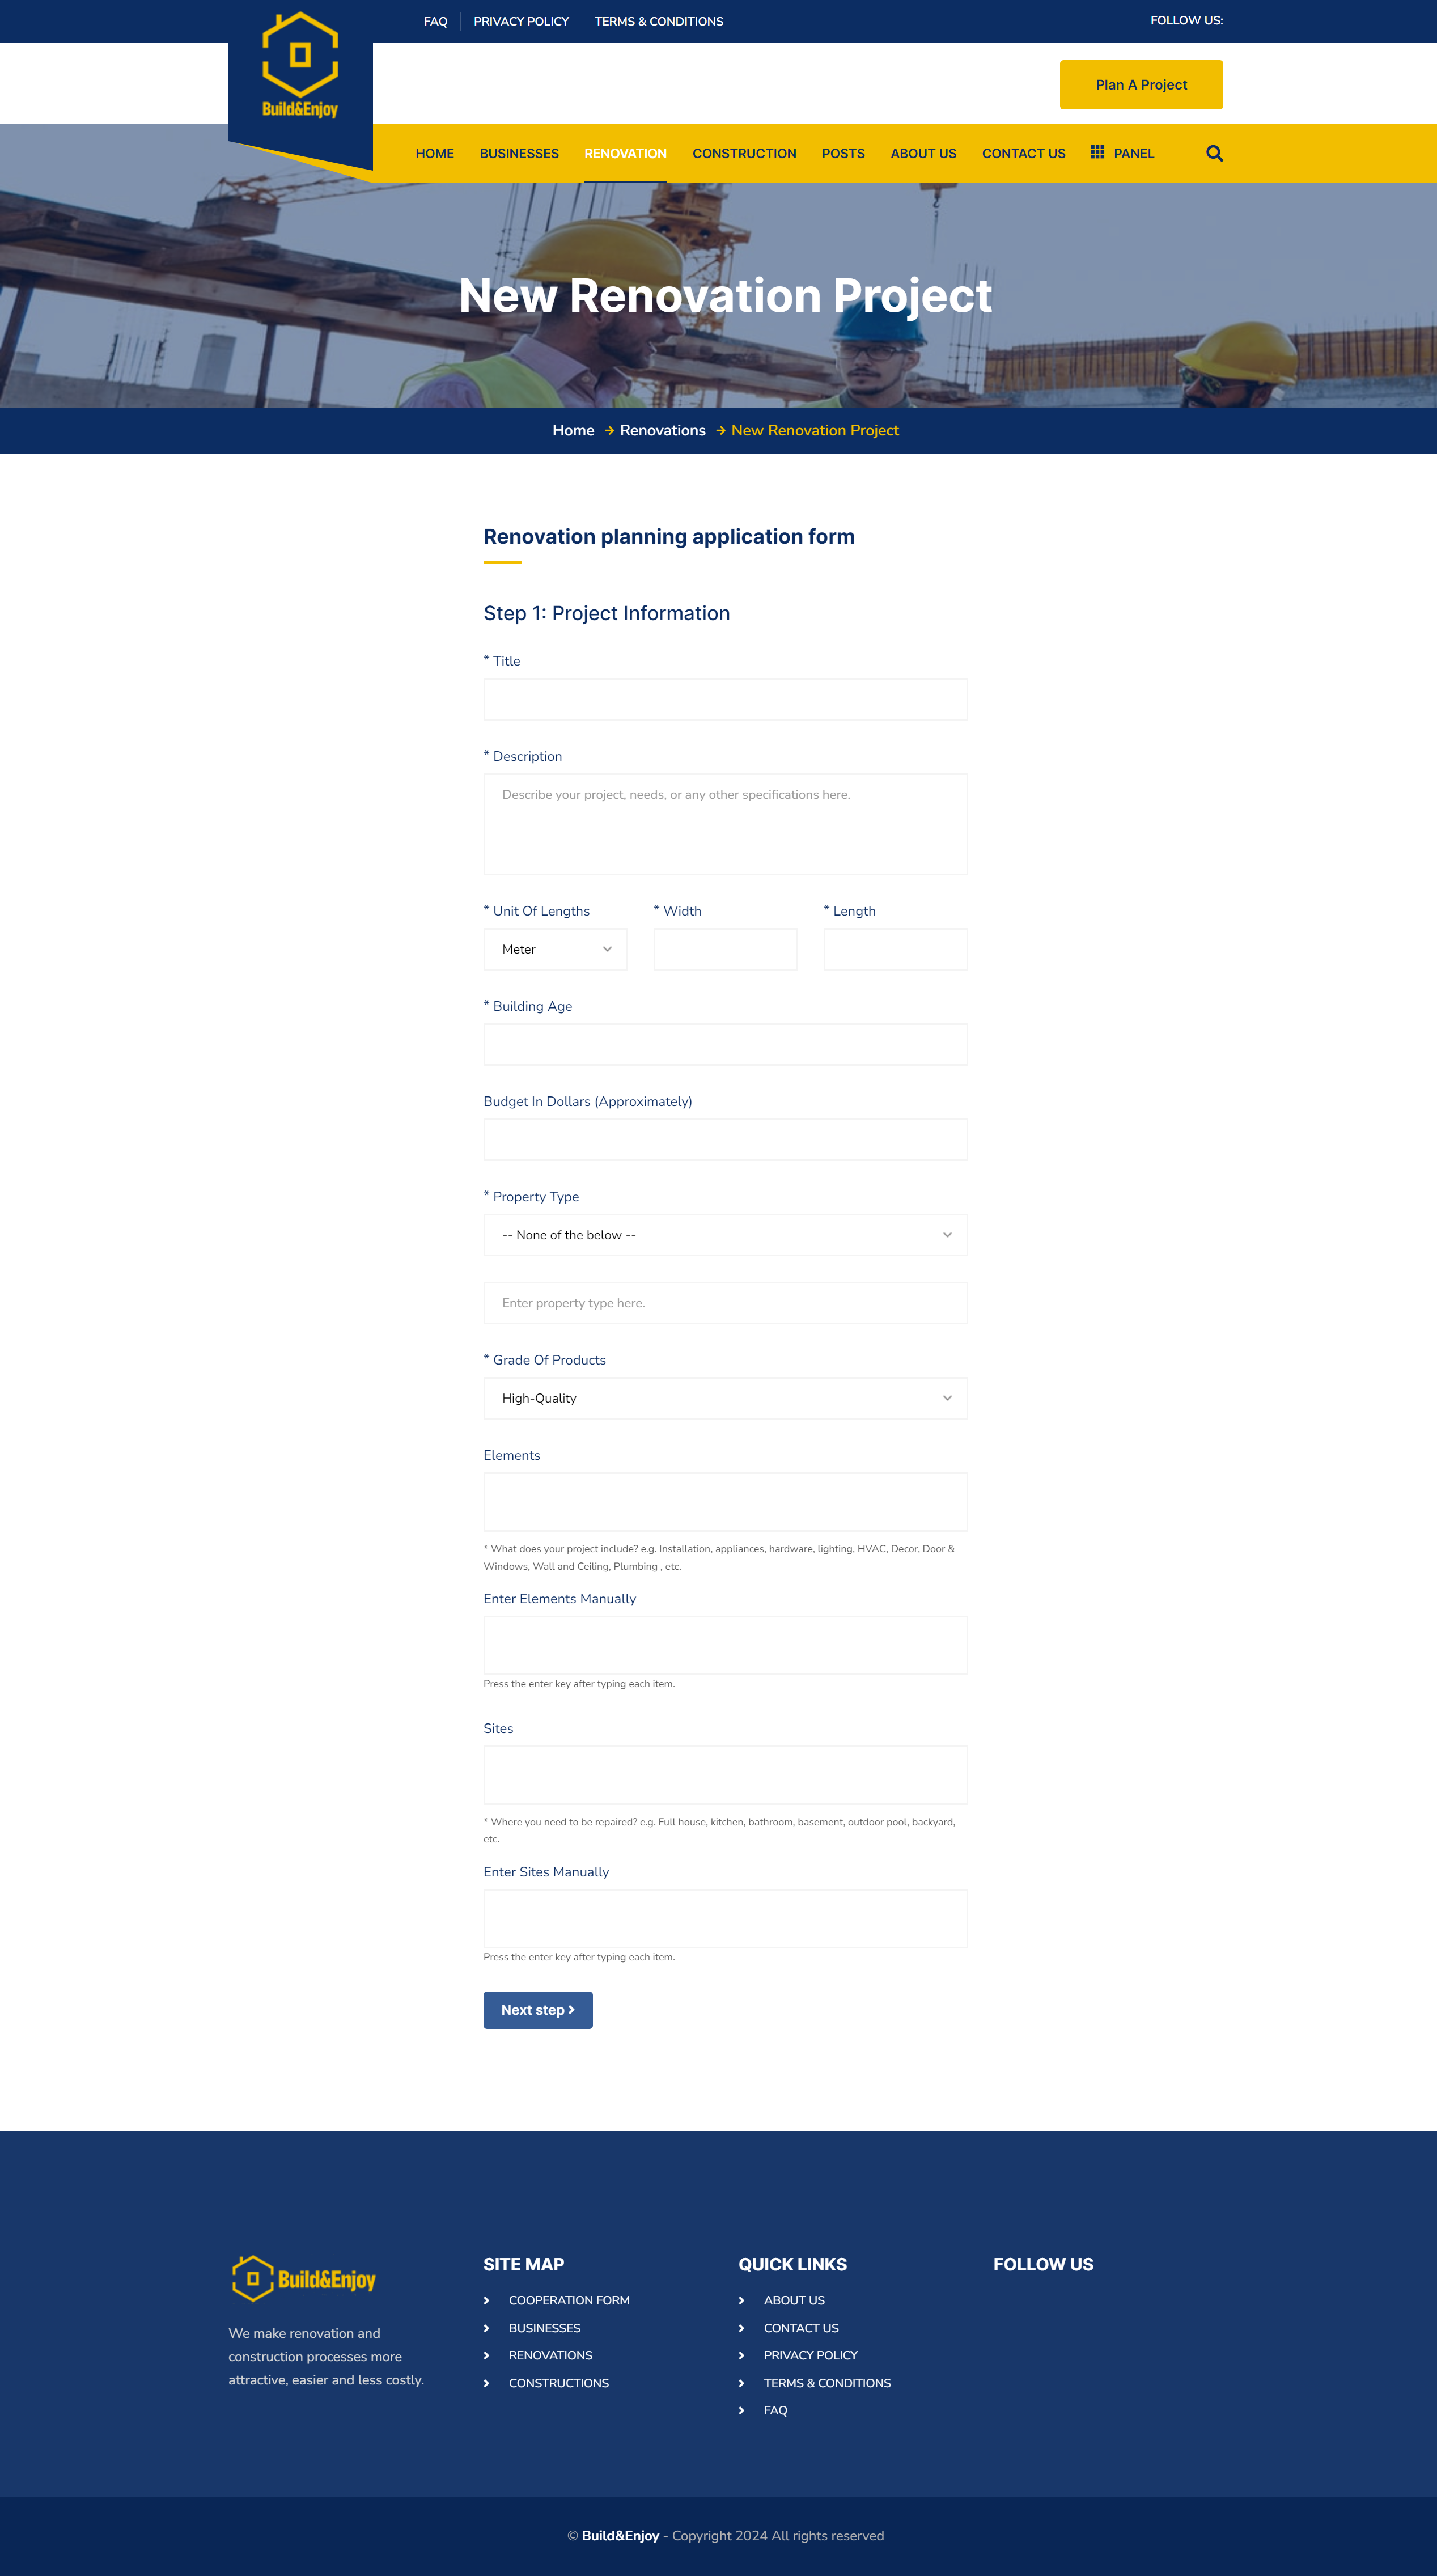 FAQ
PRIVACY POLICY
TERMS & CONDITIONS
FOLLOW US:
Build&Enjoy
Plan A Project
HOME
BUSINESSES
RENOVATION
CONSTRUCTION
POSTS
ABOUT US
CONTACT US
PANEL
New Renovation Project
Home
Renovations
New Renovation Project
Renovation planning application form
Step 1: Project Information
* Title
* Description
Describe your project, needs, or any other specifications here.
* Unit Of Lengths
* Width
* Length
Meter
* Building Age
Budget In Dollars (Approximately)
* Property Type
-- None of the below --
Enter property type here.
* Grade Of Products
High-Quality
Elements
* What does your project include? e.g. Installation, appliances, hardware, lighting, HVAC, Decor, Door &
Windows, Wall and Ceiling, Plumbing , etc.
Enter Elements Manually
Press the enter key after typing each item.
Sites
* Where you need to be repaired? e.g. Full house, kitchen, bathroom, basement, outdoor pool, backyard,
etc.
Enter Sites Manually
Press the enter key after typing each item.
Next step
Build&Enjoy
We make renovation and
construction processes more
attractive, easier and less costly.
SITE MAP
COOPERATION FORM
BUSINESSES
RENOVATIONS
CONSTRUCTIONS
QUICK LINKS
ABOUT US
CONTACT US
PRIVACY POLICY
TERMS & CONDITIONS
FAQ
FOLLOW US
© Build&Enjoy - Copyright 2024 All rights reserved